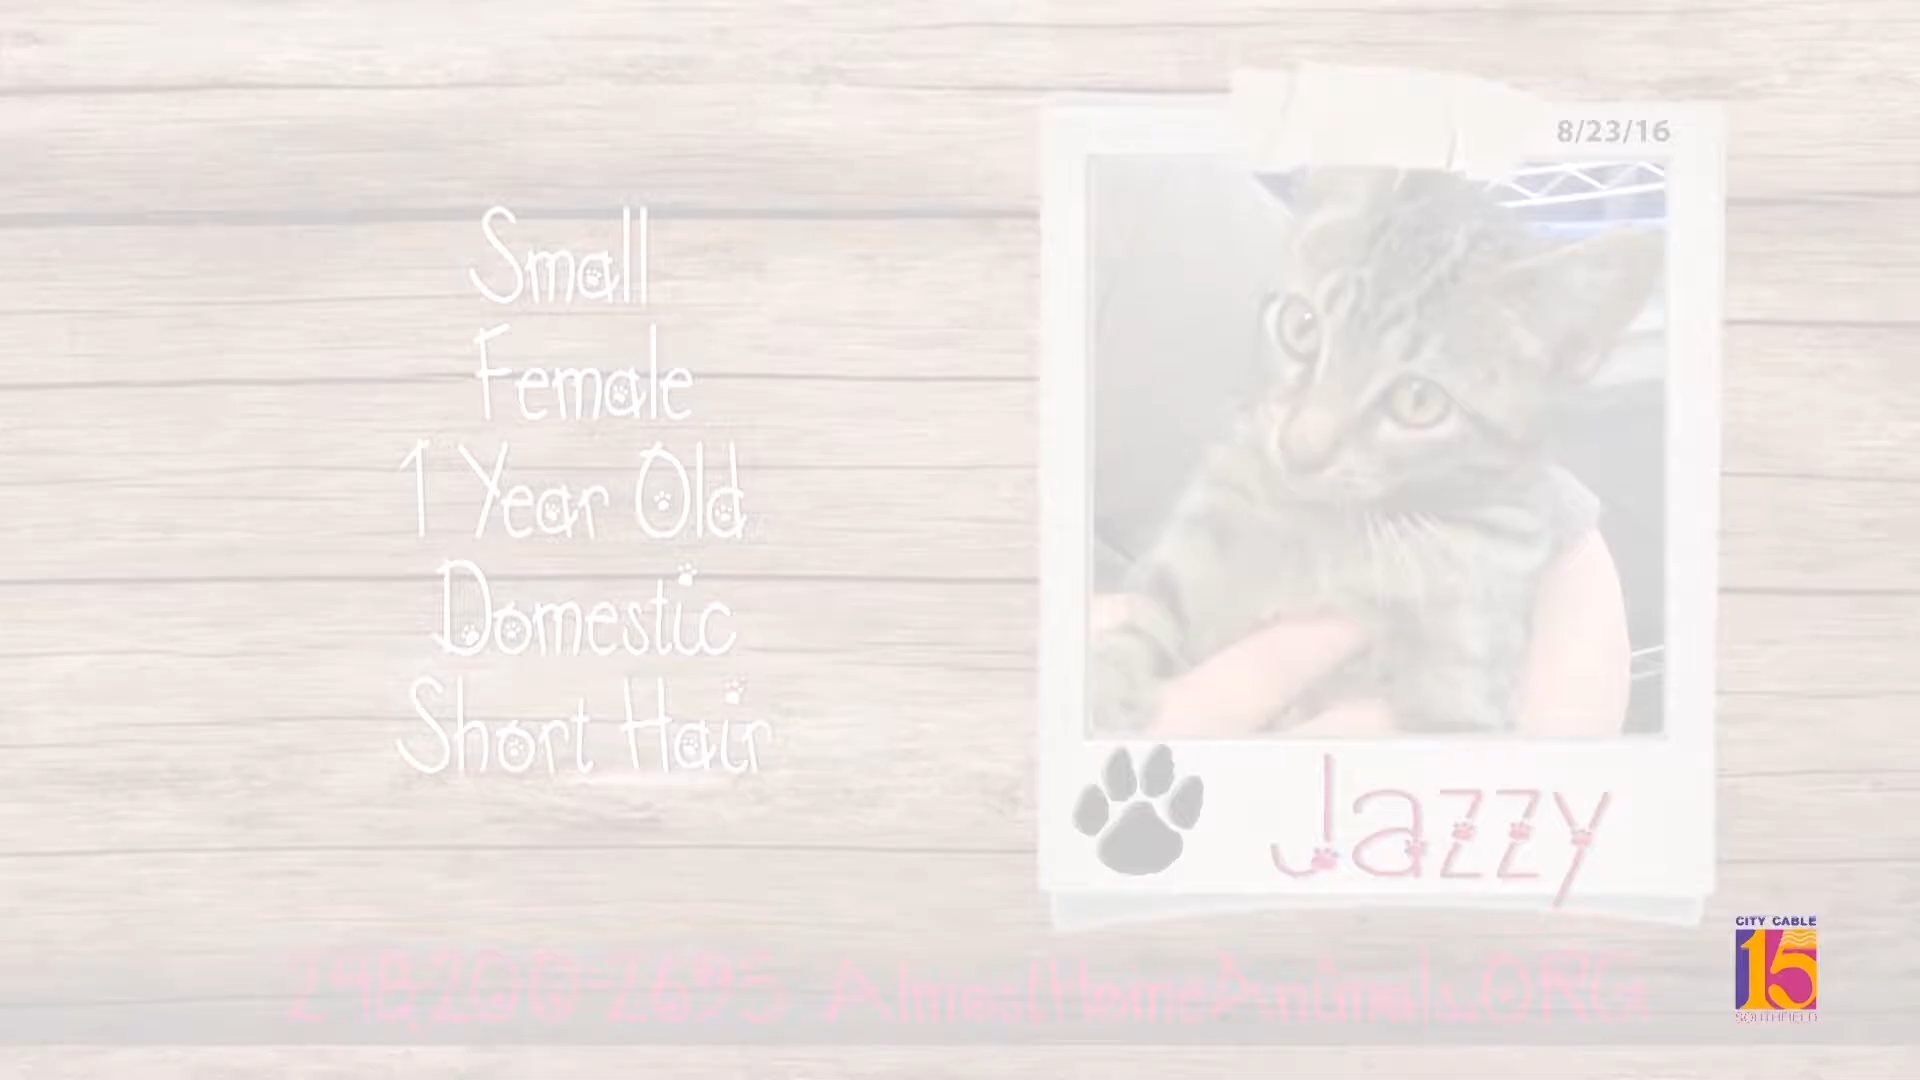 8/23/16
Small
Female
1 Year Old
Domestic
Short Hair
Jazzy
248-200-2695 AlmostHomeAnimals.ORG
CITY CABLE
15
SOUTHFIELD